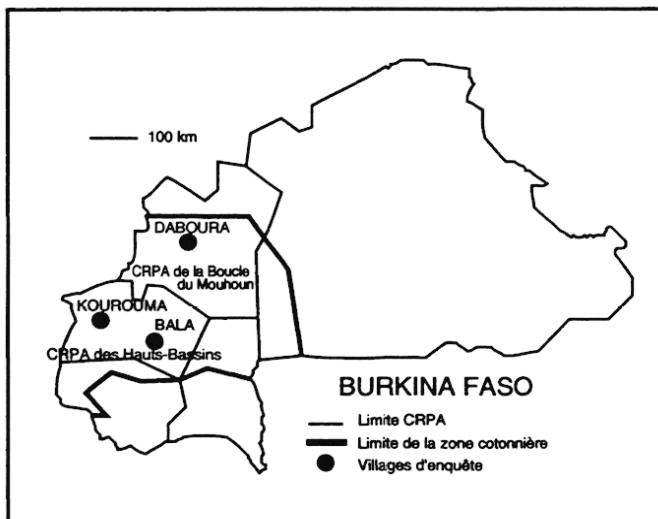 100 km
DABOURA
CRPA de la Boucle
du Mouhoun
KOUROUMA
BALA
CRPA des Hauts-Bassins
BURKINA FASO
Limite CRPA
Limite de la zone cotonnière
Villages d'enquête